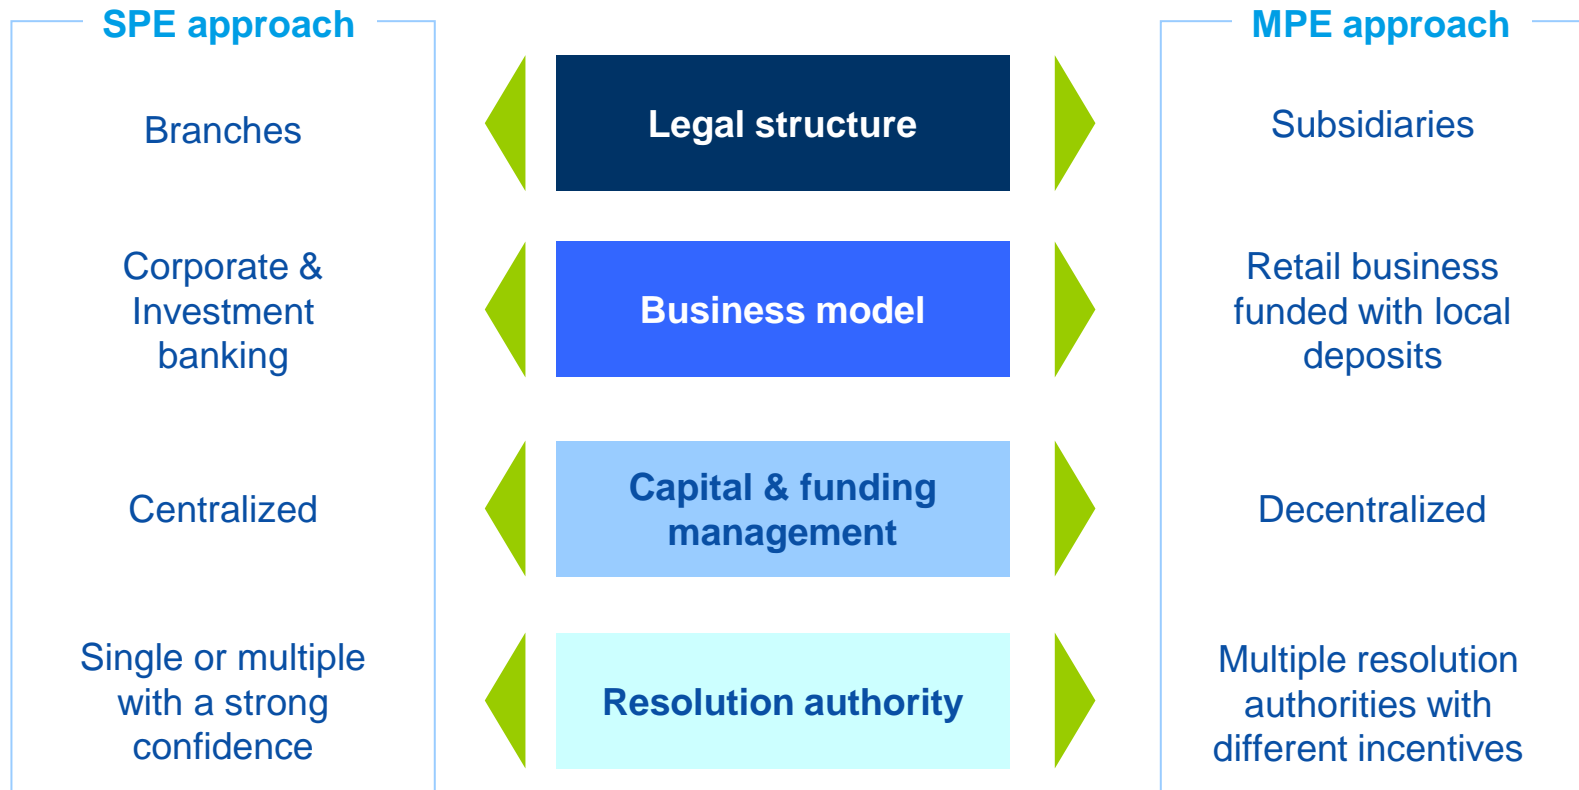 SPE approach
MPE approach
Branches
Legal structure
Subsidiaries
Corporate &
Investment
banking
Business model
Retail business
funded with local
deposits
Centralized
Capital & funding
management
Decentralized
Single or multiple
with a strong
confidence
Resolution authority
Multiple resolution
authorities with
different incentives